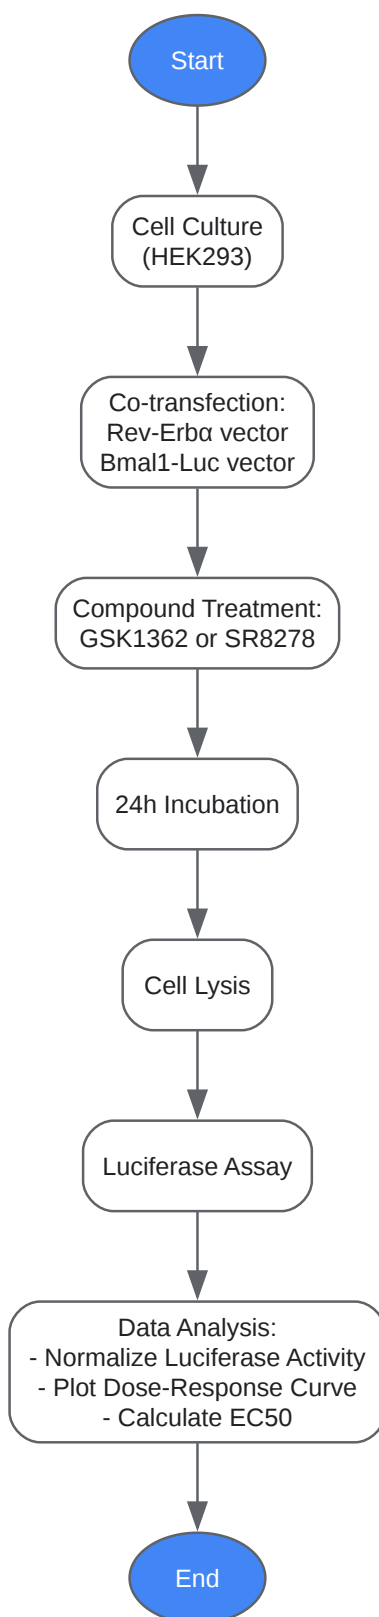 Start
Cell Culture
(HEK293)
Co-transfection:
Rev-Erbα vector
Bmal1-Luc vector
Compound Treatment:
GSK1362 or SR8278
24h Incubation
Cell Lysis
Luciferase Assay
Data Analysis:
- Normalize Luciferase Activity
- Plot Dose-Response Curve
- Calculate EC50
End